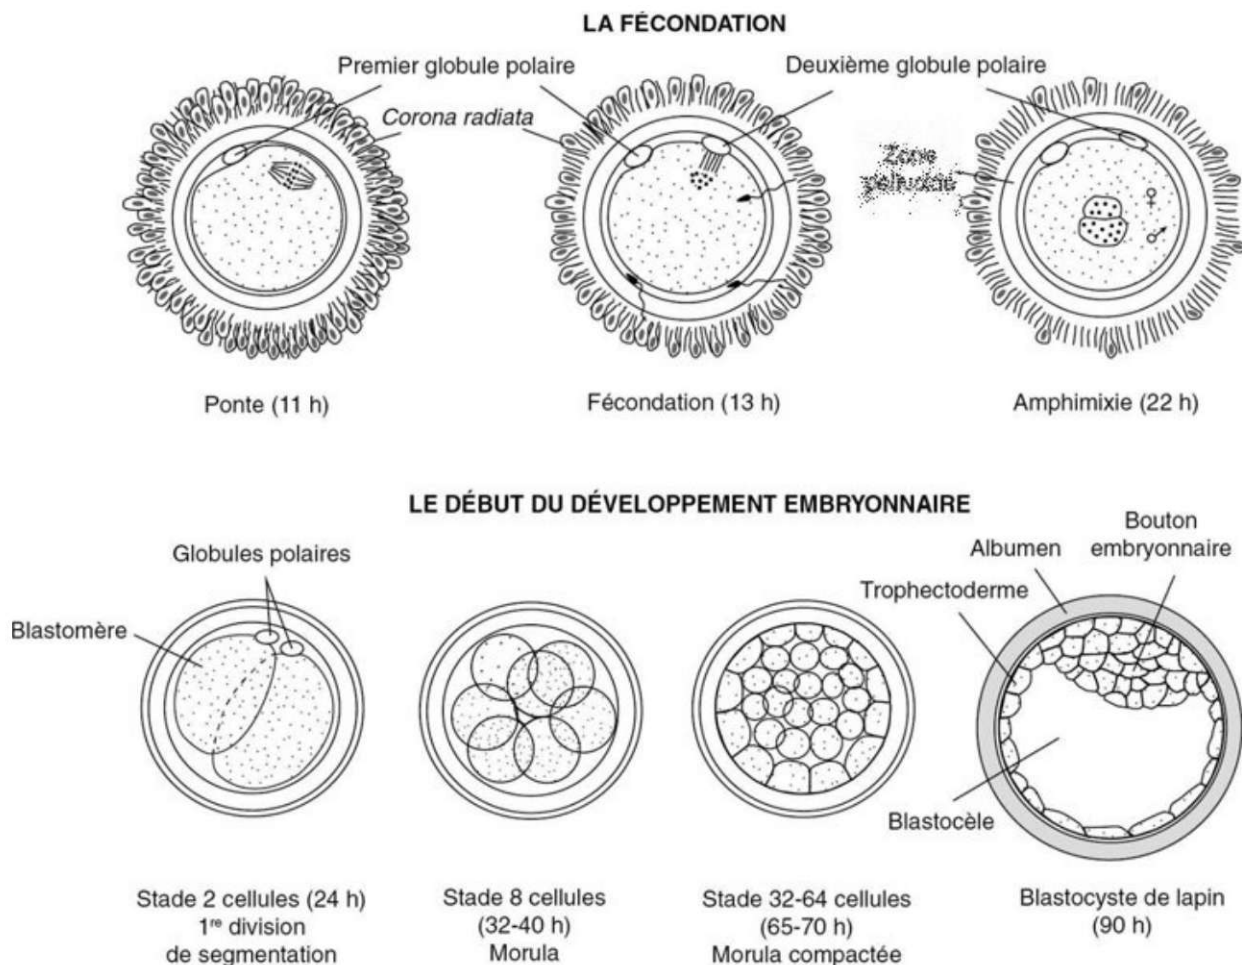 LA FÉCONDATION
Premier globule polaire
Deuxième globule polaire
Corona radiata
Zone
pellucide
Ponte (11 h)
Fécondation (13 h)
Amphimixie (22 h)
♀
♂
LE DÉBUT DU DÉVELOPPEMENT EMBRYONNAIRE
Globules polaires
Blastomère
Albumen
Bouton
embryonnaire
Trophectoderme
Blastocèle
Stade 2 cellules (24 h)
1re division
de segmentation
Stade 8 cellules
(32-40 h)
Morula
Stade 32-64 cellules
(65-70 h)
Morula compactée
Blastocyste de lapin
(90 h)